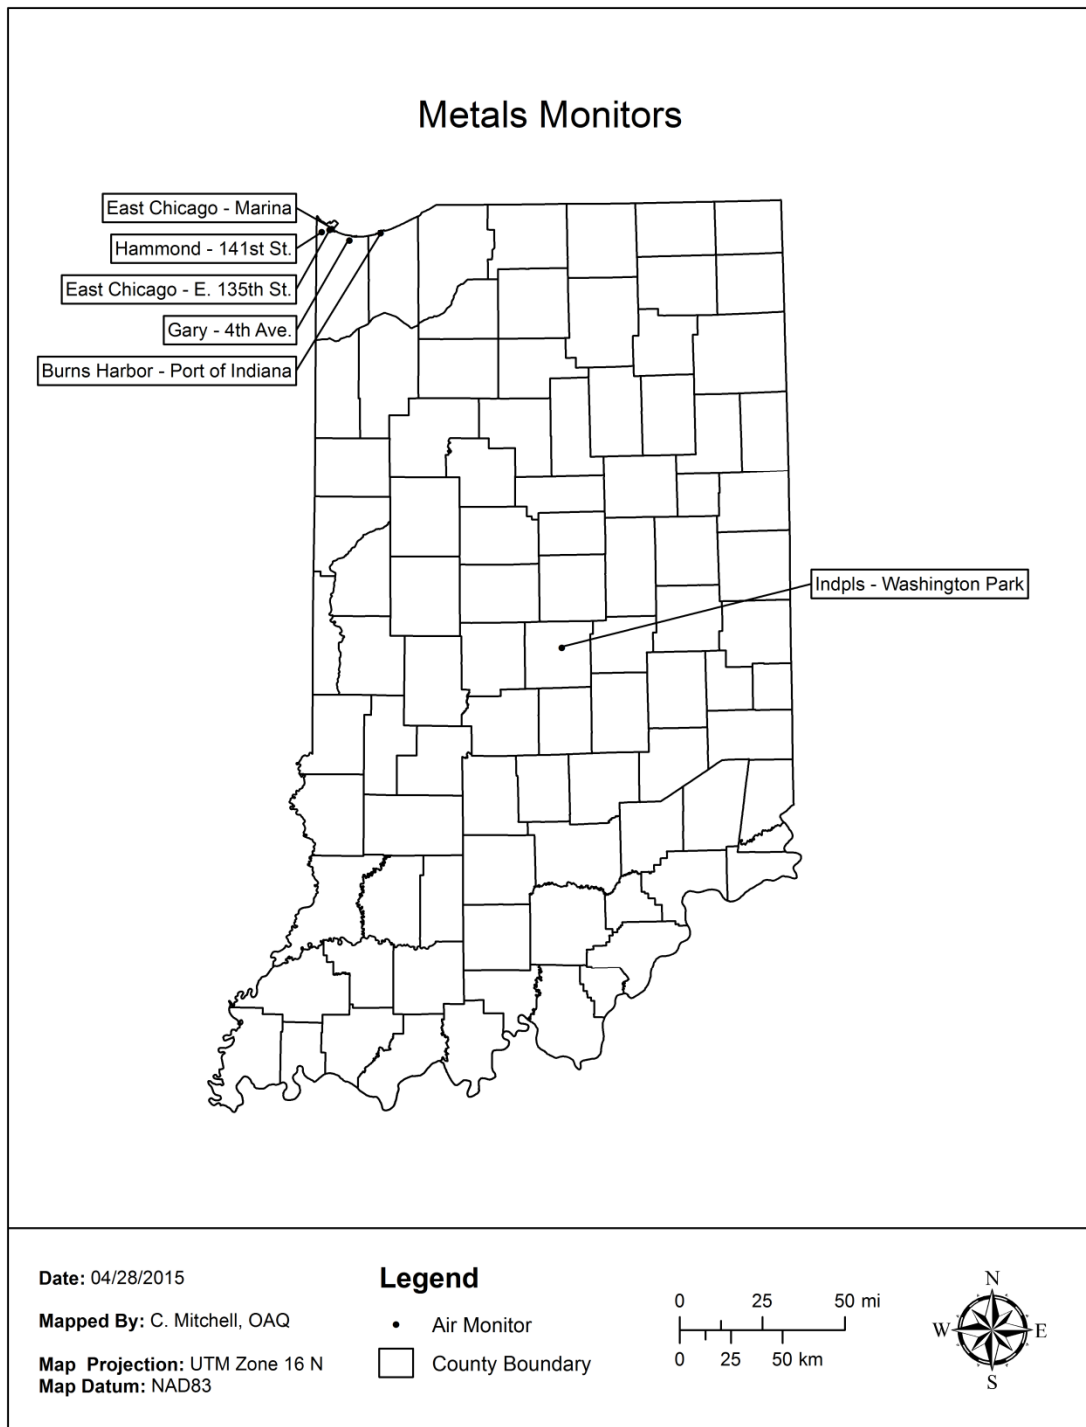 Metals Monitors
East Chicago - Marina
Hammond - 141st St.
East Chicago - E. 135th St.
Gary - 4th Ave.
Burns Harbor - Port of Indiana
Indpls - Washington Park
Date: 04/28/2015
Mapped By: C. Mitchell, OAQ
Map Projection: UTM Zone 16 N
Map Datum: NAD83
Legend
Air Monitor
County Boundary
0 25 50 mi
0 25 50 km
N
W E
S